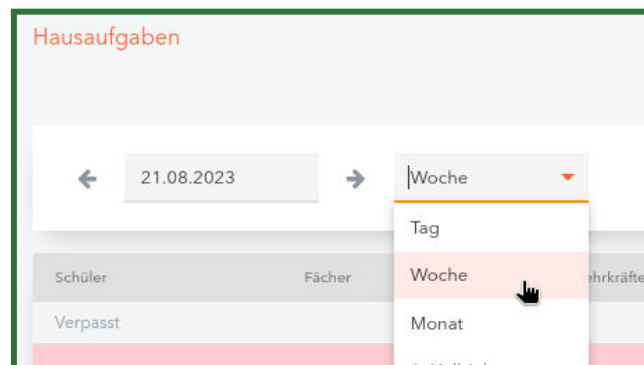 Hausaufgaben
21.08.2023
Woche
Tag
Schüler Fächer Woche
Verpasst Monat